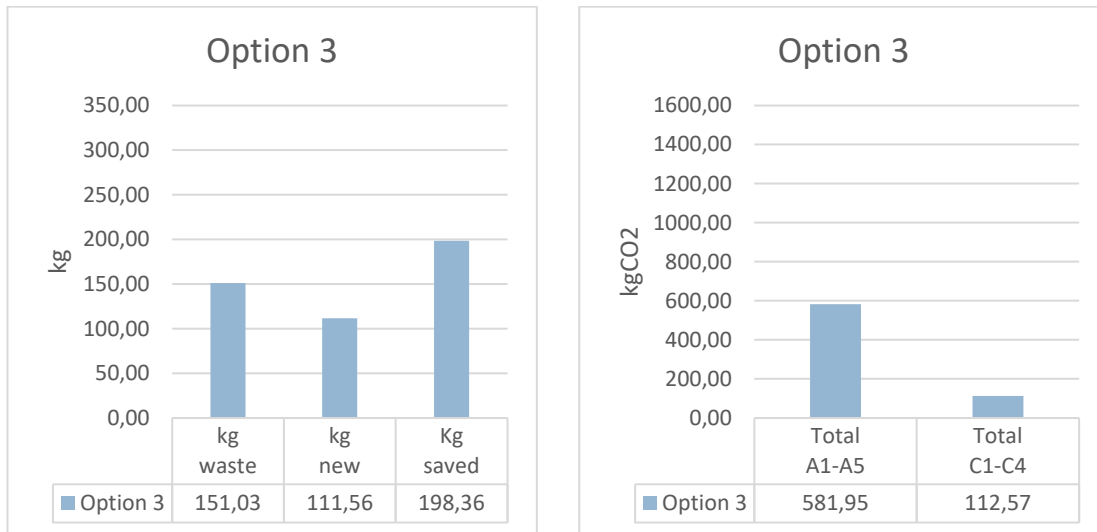 Option 3
350,00
300,00
250,00
200,00
150,00
100,00
50,00
0,00
kg
kg
waste
kg
new
Kg
saved
Option 3
151,03
111,56
198,36
Option 3
1600,00
1400,00
1200,00
1000,00
800,00
600,00
400,00
200,00
0,00
kgCO2
Total
A1-A5
Total
C1-C4
Option 3
581,95
112,57